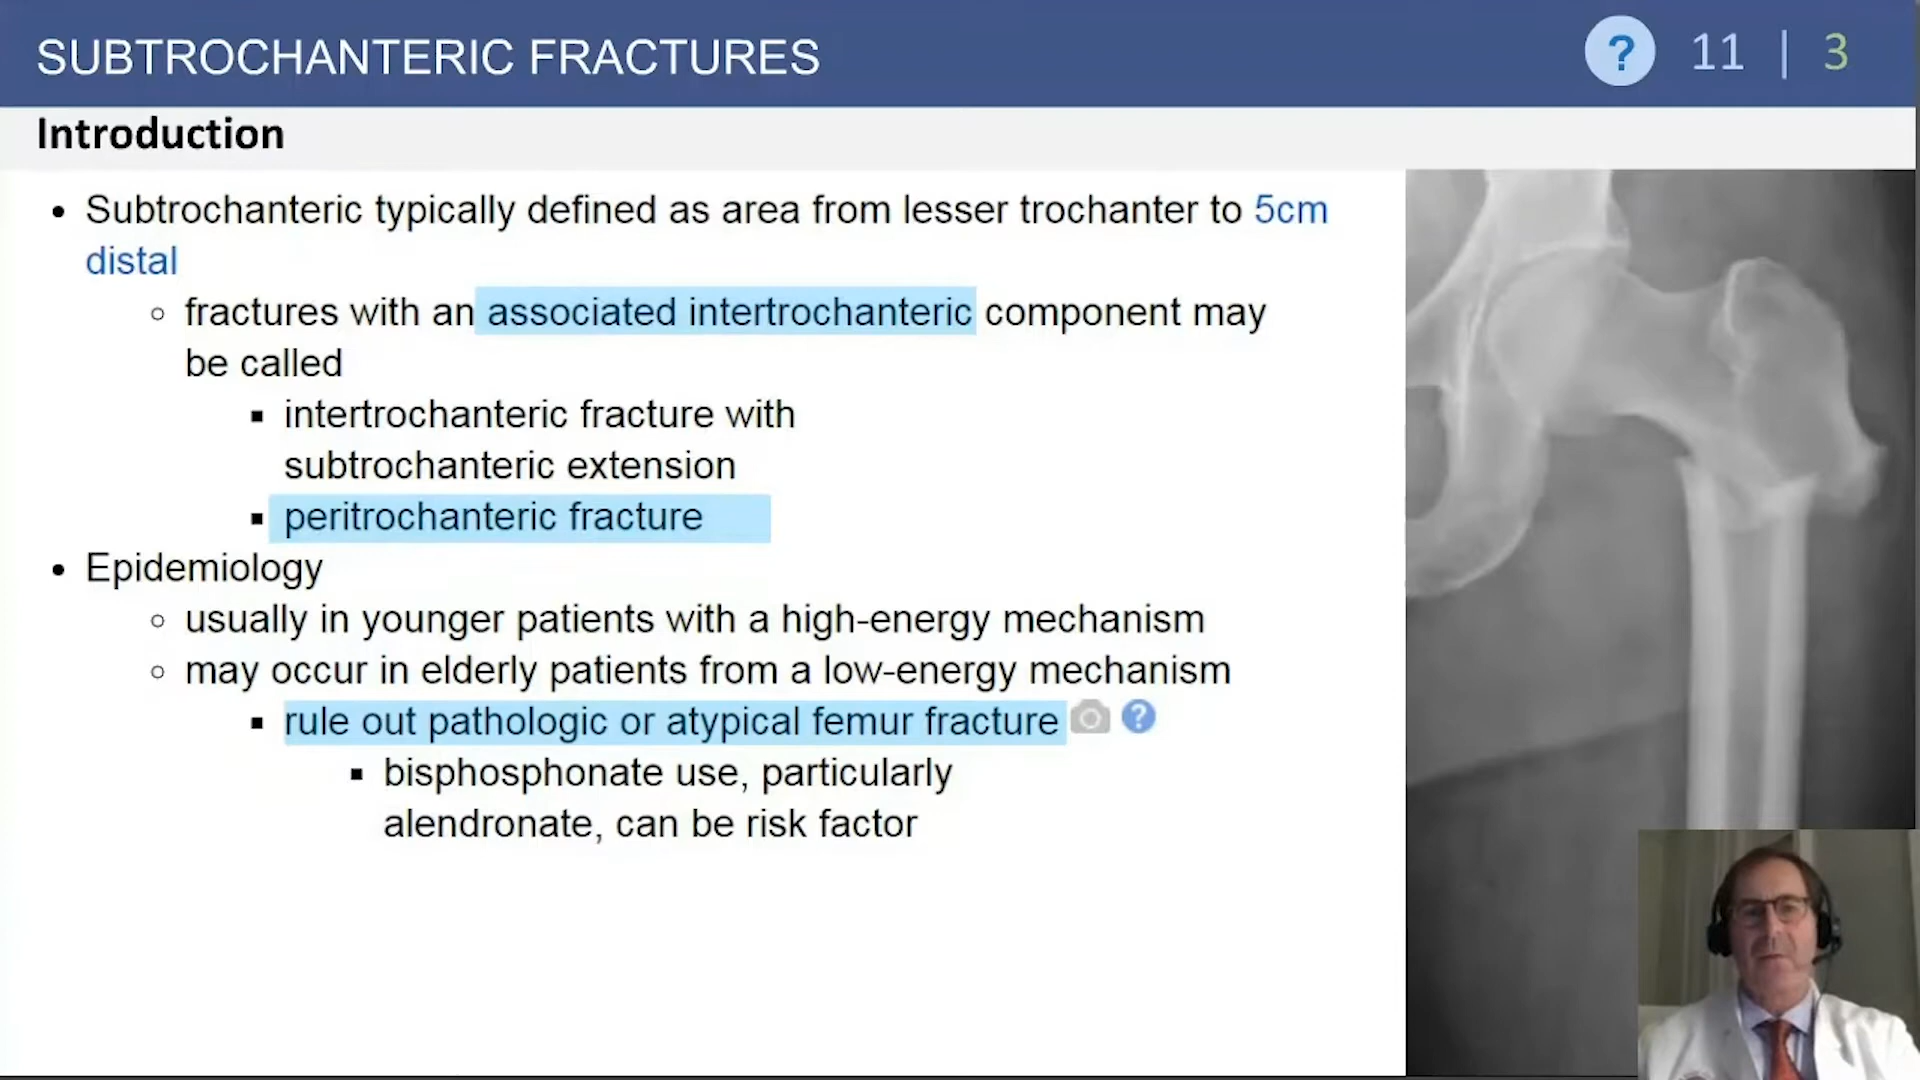 SUBTROCHANTERIC FRACTURES
? 11 | 3
Introduction
• Subtrochanteric typically defined as area from lesser trochanter to 5cm
distal
◦ fractures with an associated intertrochanteric component may
be called
▪ intertrochanteric fracture with
subtrochanteric extension
▪ peritrochanteric fracture
• Epidemiology
◦ usually in younger patients with a high-energy mechanism
◦ may occur in elderly patients from a low-energy mechanism
▪ rule out pathologic or atypical femur fracture ?
▪ bisphosphonate use, particularly
alendronate, can be risk factor